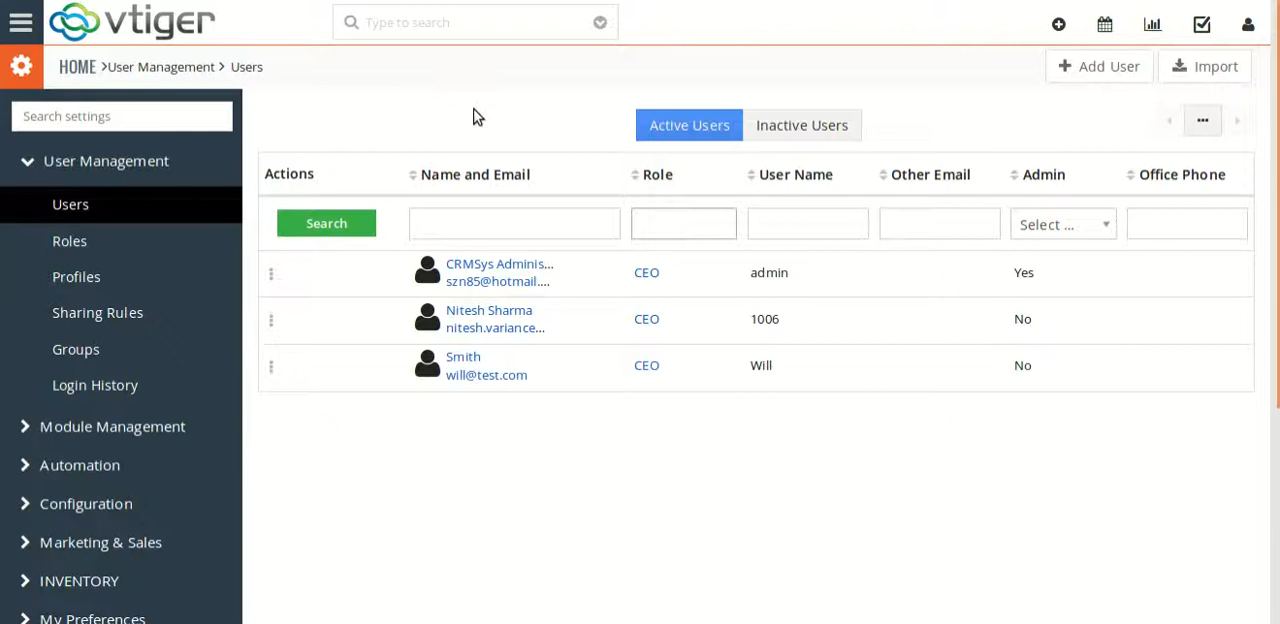 vtiger
Type to search
HOME
User Management
Users
Add User
Import
Search settings
Active Users
Inactive Users
...
User Management
Users
Roles
Profiles
Sharing Rules
Groups
Login History
Module Management
Automation
Configuration
Marketing & Sales
INVENTORY
My Preferences
Actions
Name and Email
Role
User Name
Other Email
Admin
Office Phone
Search
Select ...
CRMSys Adminis...
szn85@hotmail....
CEO
admin
Yes
Nitesh Sharma
nitesh.variance...
CEO
1006
No
Smith
will@test.com
CEO
Will
No